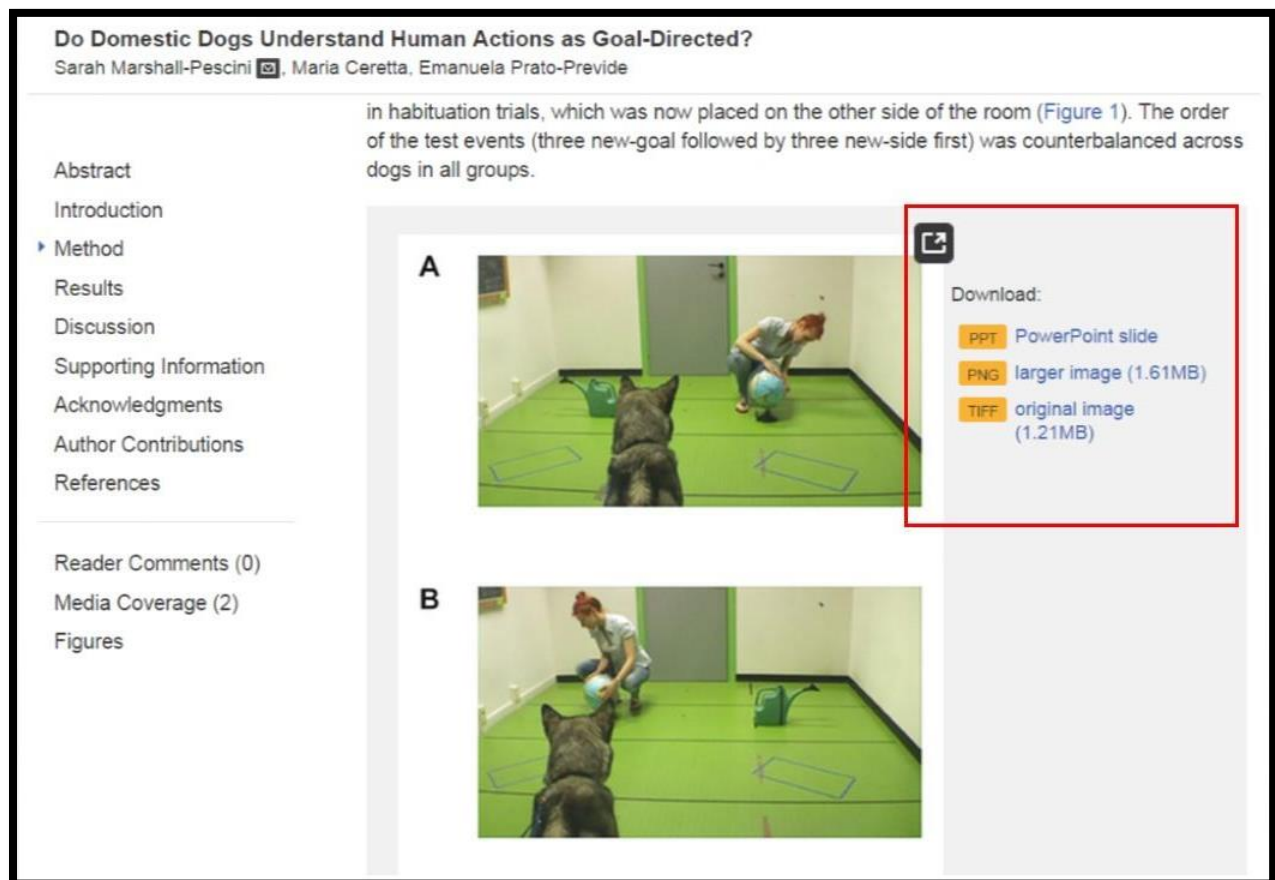 Do Domestic Dogs Understand Human Actions as Goal-Directed?
Sarah Marshall-Pescini, Maria Ceretta, Emanuela Prato-Previde
Abstract
Introduction
Method
Results
Discussion
Supporting Information
Acknowledgments
Author Contributions
References
Reader Comments (0)
Media Coverage (2)
Figures
in habituation trials, which was now placed on the other side of the room (Figure 1). The order
of the test events (three new-goal followed by three new-side first) was counterbalanced across
dogs in all groups.
A
B
Download:
PPT PowerPoint slide
PNG larger image (1.61MB)
TIFF original image
(1.21MB)